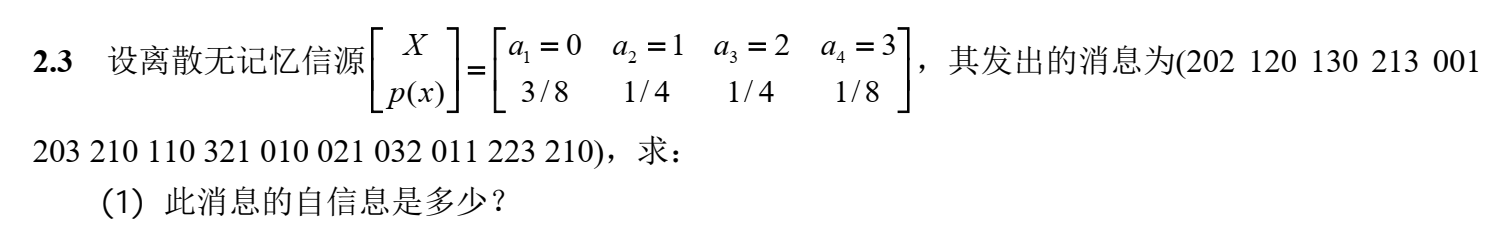 2.3 设离散无记忆信源[X p(x)]=[a₁=0 a₂=1 a₃=2 a₄=3 3/8 1/4 1/4 1/8]，其发出的消息为(202 120 130 213 001
203 210 110 321 010 021 032 011 223 210)，求：
(1) 此消息的自信息是多少？